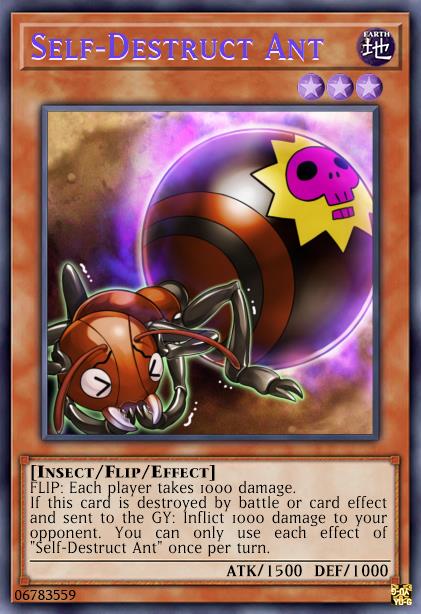 SELF-DESTRUCT ANT
EARTH
地
[INSECT/FLIP/EFFECT]
FLIP: Each player takes 1000 damage.
If this card is destroyed by battle or card effect
and sent to the GY: Inflict 1000 damage to your
opponent. You can only use each effect of
"Self-Destruct Ant" once per turn.
ATK/1500 DEF/1000
06783559